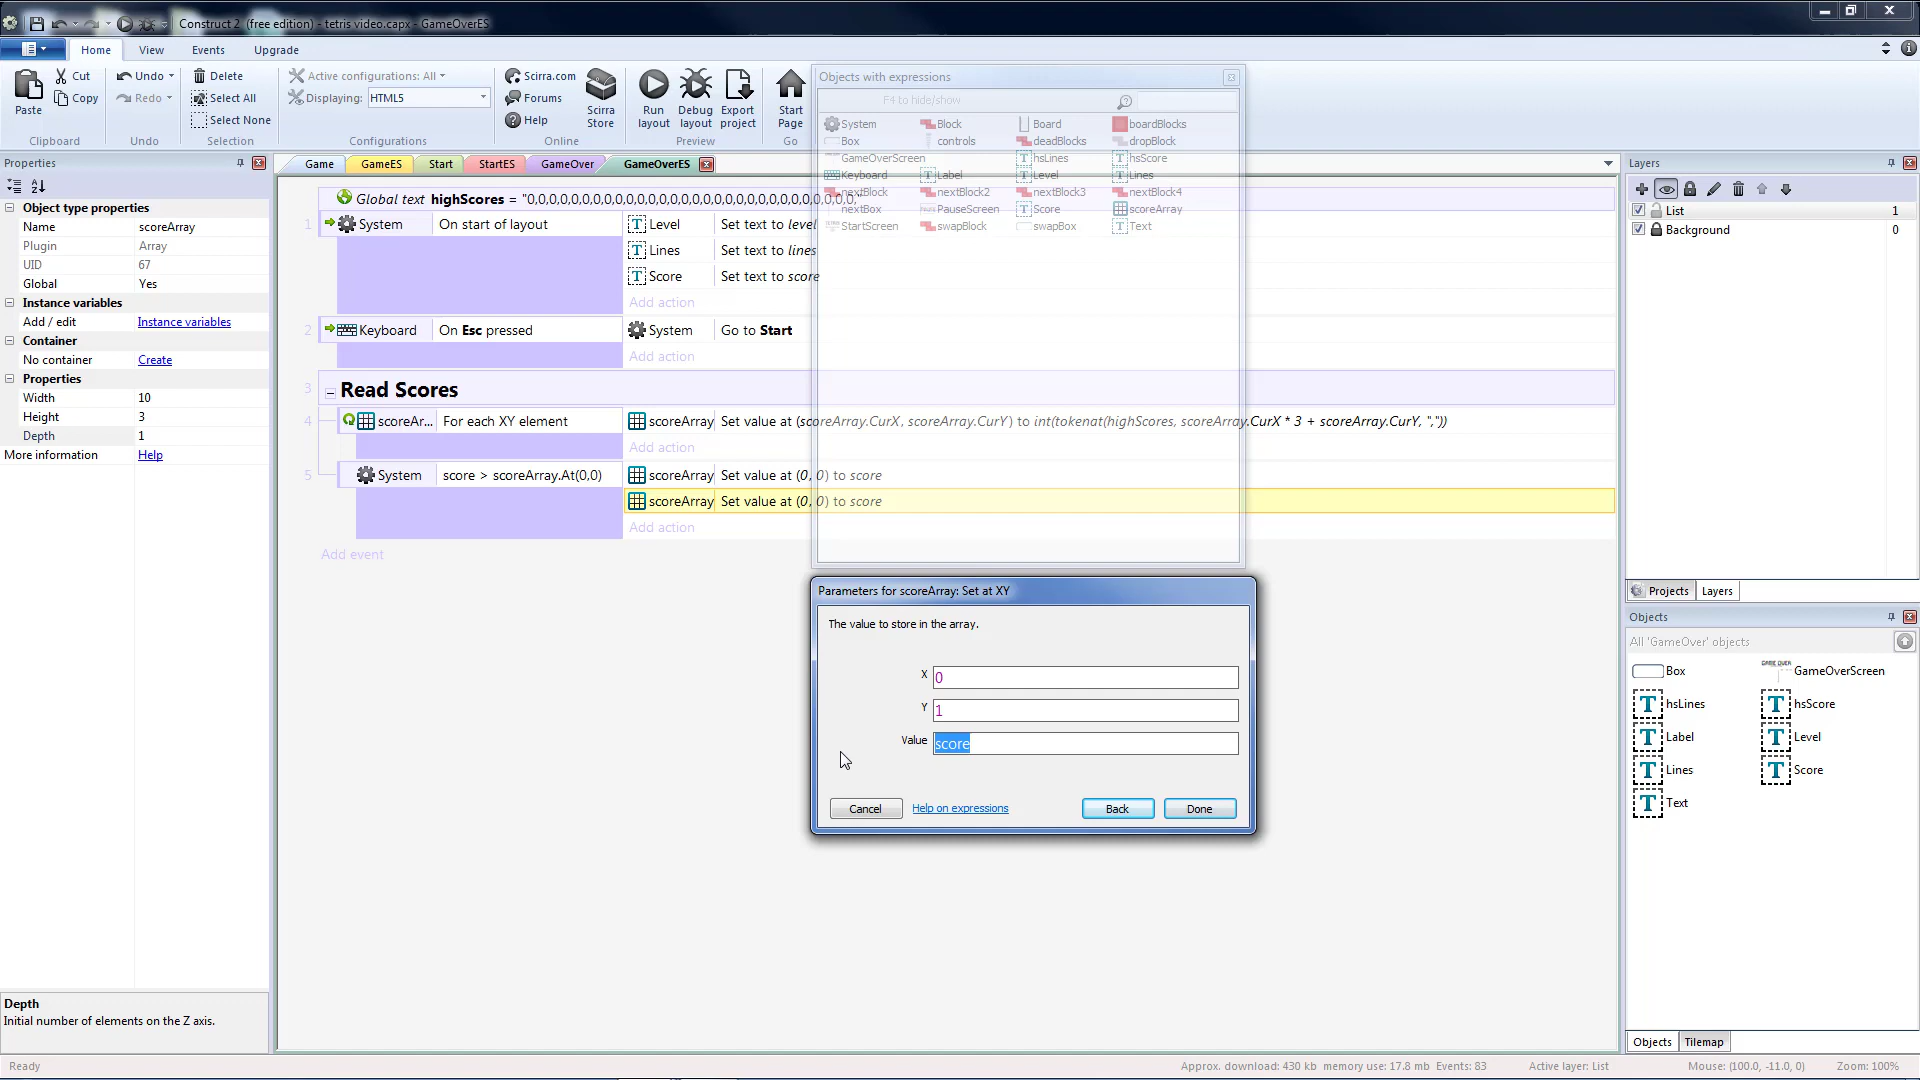 Construct 2 (free edition) - tetris video.capx - GameOverES
Home View Events Upgrade
Paste
Cut
Copy
Clipboard
Undo
Redo
Undo
Delete
Select All
Select None
Selection
Active configurations: All
Displaying: HTML5
Configurations
Scirra.com
Forums
Help
Scirra Store
Online
Run layout
Debug layout
Export project
Preview
Start Page
Go
Objects with expressions
F4 to hide/show
System Block Board boardBlocks
Box controls deadBlocks dropBlock
GameOverScreen hsLines hsScore
Keyboard Label Level Lines
nextBlock nextBlock2 nextBlock3 nextBlock4
nextBox PauseScreen Score scoreArray
StartScreen swapBlock swapBox Text
Properties
Object type properties
Name scoreArray
Plugin Array
UID 67
Global Yes
Instance variables
Add / edit Instance variables
Container
No container Create
Properties
Width 10
Height 3
Depth 1
More information Help
Depth
Initial number of elements on the Z axis.
Game GameES Start StartES GameOver GameOverES
Global text highScores = "0,0,0,0,0,0,0,0,0,0,0,0,0,0,0,0,0,0,0,0,0,0,0,0,0,0,0,0,0,0,
1 System On start of layout Level Set text to level
Lines Set text to lines
Score Set text to score
Add action
2 Keyboard On Esc pressed System Go to Start
Add action
3 Read Scores
4 scoreAr... For each XY element scoreArray Set value at (scoreArray.CurX, scoreArray.CurY) to int(tokenat(highScores, scoreArray.CurX * 3 + scoreArray.CurY, ","))
Add action
5 System score > scoreArray.At(0,0) scoreArray Set value at (0, 0) to score
scoreArray Set value at (0, 0) to score
Add action
Add event
Parameters for scoreArray: Set at XY
The value to store in the array.
X 0
Y 1
Value score
Cancel Help on expressions Back Done
Layers
List 1
Background 0
Projects Layers
Objects
All 'GameOver' objects
Box GameOverScreen
hsLines hsScore
Label Level
Lines Score
Text
Objects Tilemap
Ready Approx. download: 430 kb memory use: 17.8 mb Events: 83 Active layer: List Mouse: (100.0, -11.0, 0) Zoom: 100%